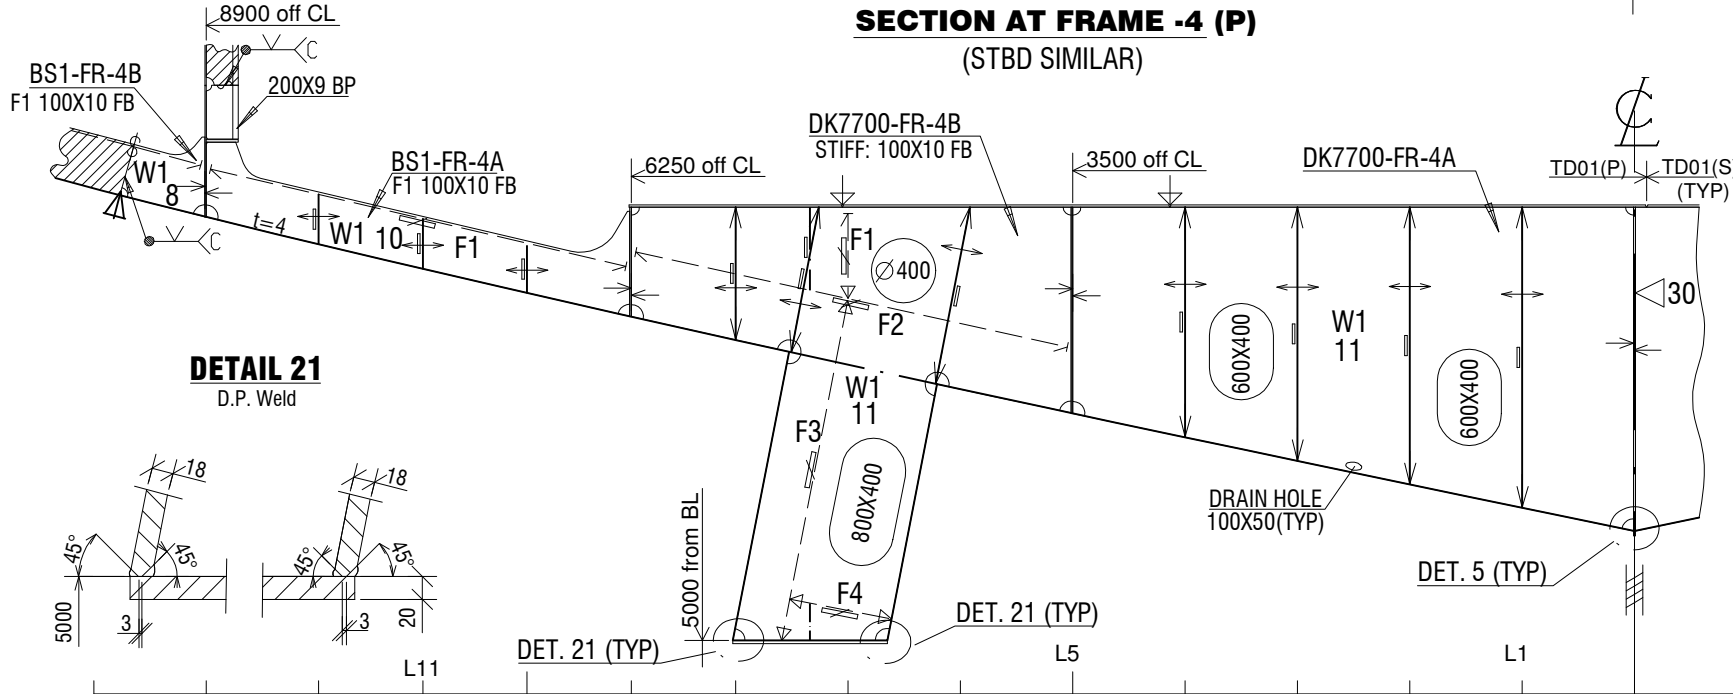 8900 off CL
SECTION AT FRAME -4 (P)
(STBD SIMILAR)
C
BS1-FR-4B
F1 100X10 FB
200X9 BP
DK7700-FR-4B
STIFF: 100X10 FB
BS1-FR-4A
F1 100X10 FB
6250 off CL
3500 off CL
DK7700-FR-4A
CL
TD01(P)
TD01(S
(TYP)
W1
8
t=4
C
W1 10
F1
F1
∅400
F2
30
W1
11
600X400
600X400
DETAIL 21
D.P. Weld
W1
11
F3
800X400
DRAIN HOLE
100X50(TYP)
18
18
45°
45°
45°
45°
5000
3
3
20
5000 from BL
F4
DET. 5 (TYP)
DET. 21 (TYP)
DET. 21 (TYP)
L11
L5
L1